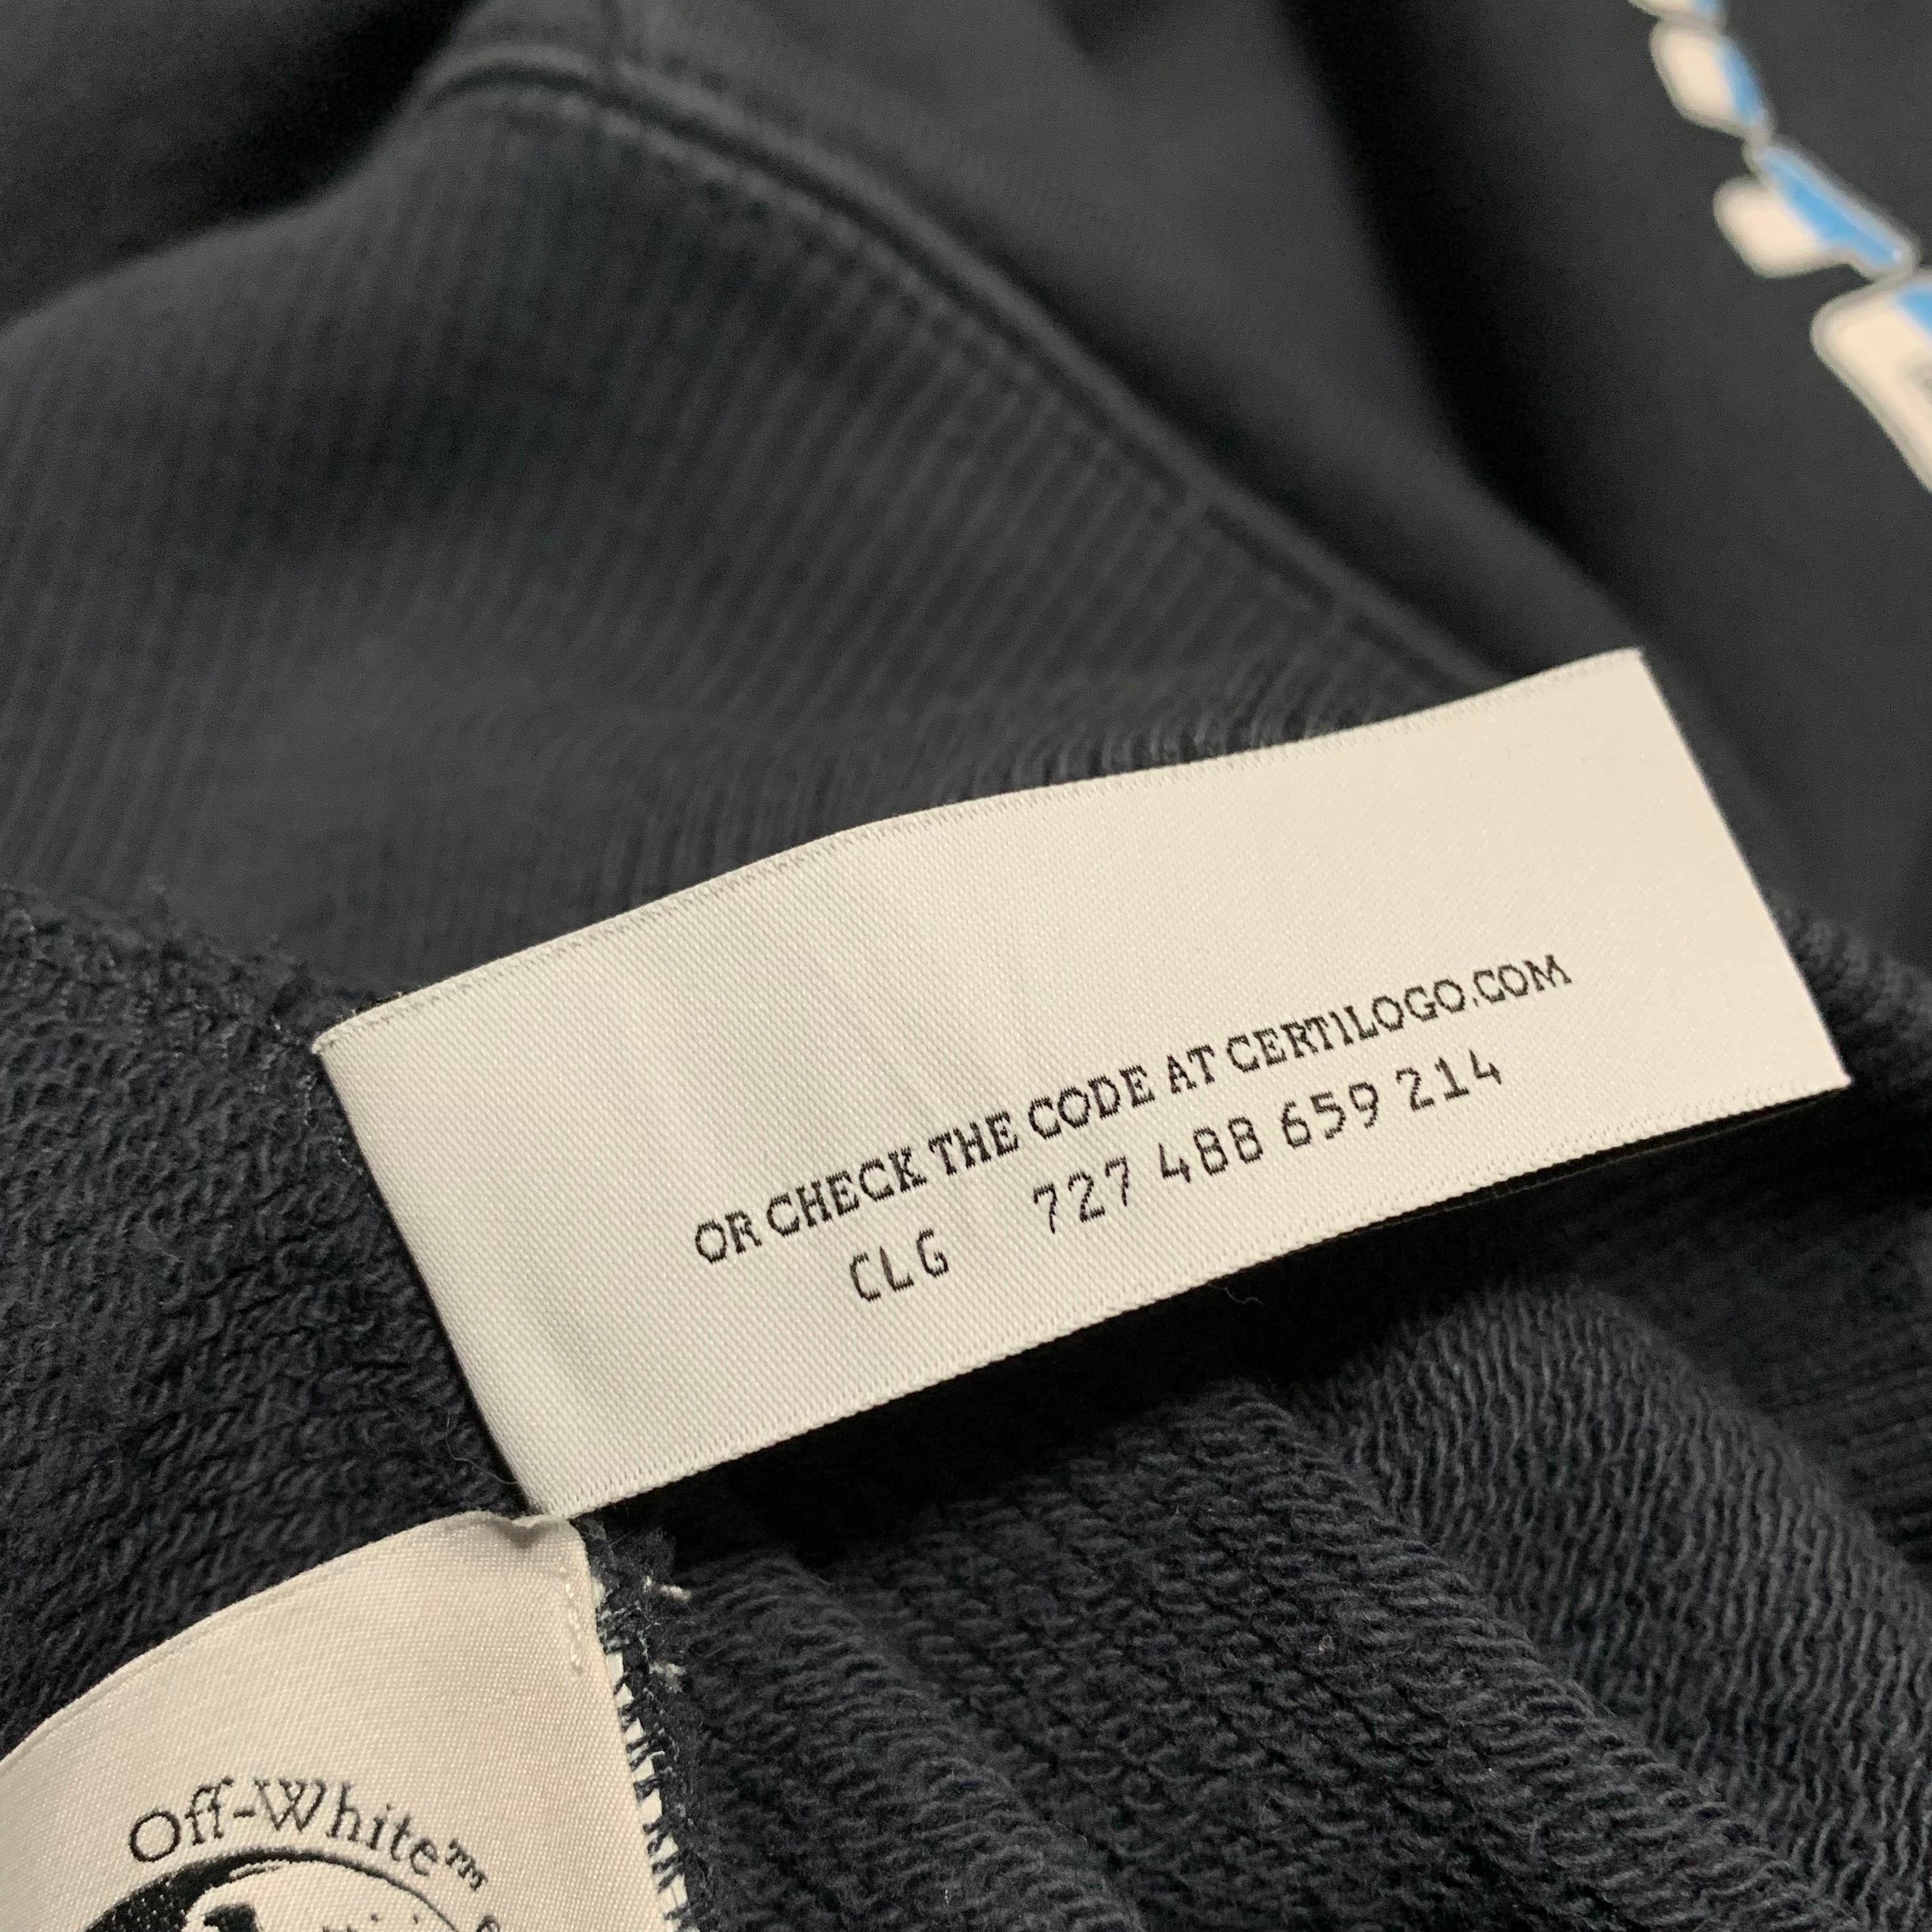 OR CHECK THE CODE AT CERTILOGO.COM
CLG 727 488 659 214
Off-White™